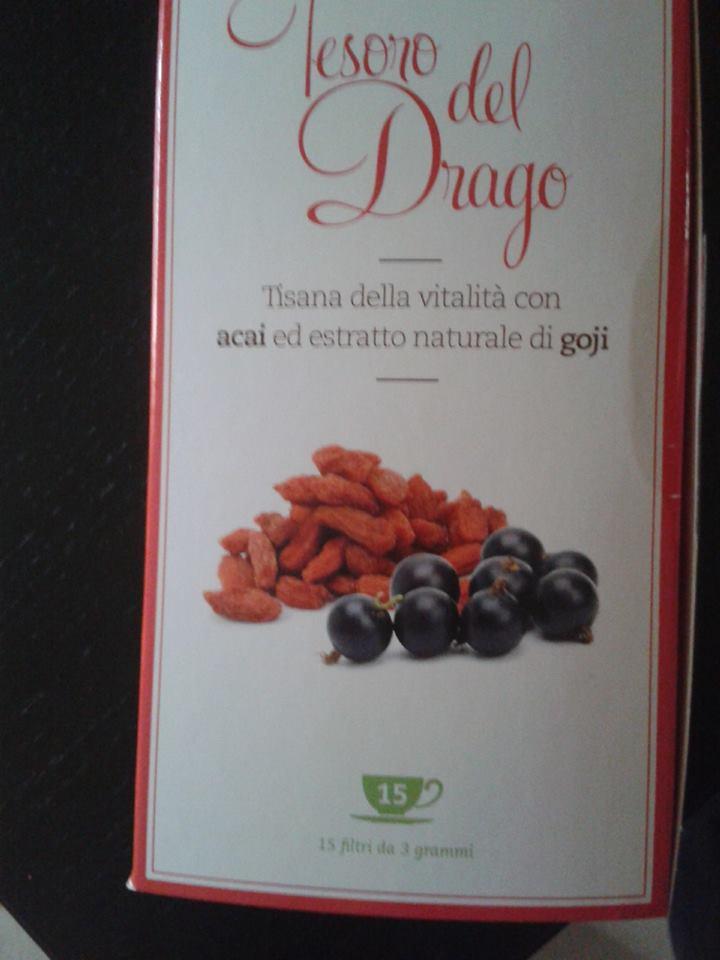 Tesoro
del
Drago
Tisana della vitalità con
acai ed estratto naturale di goji
15
15 filtri da 3 grammi